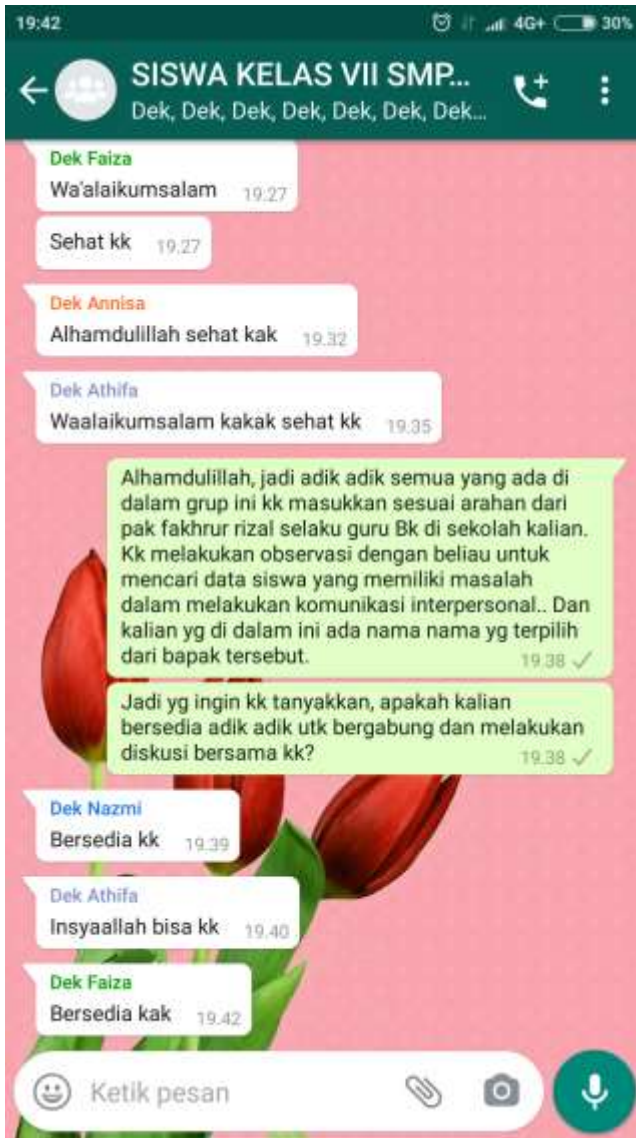 19:42
4G+ 30%
SISWA KELAS VII SMP...
Dek, Dek, Dek, Dek, Dek, Dek, Dek...
Dek Faiza
Wa'alaikumsalam 19.27
Sehat kk 19.27
Dek Annisa
Alhamdulillah sehat kak 19.32
Dek Athifa
Waalaikumsalam kakak sehat kk 19.35
Alhamdulillah, jadi adik adik semua yang ada di
dalam grup ini kk masukkan sesuai arahan dari
pak fakhrur rizal selaku guru Bk di sekolah kalian.
Kk melakukan observasi dengan beliau untuk
mencari data siswa yang memiliki masalah
dalam melakukan komunikasi interpersonal.. Dan
kalian yg di dalam ini ada nama nama yg terpilih
dari bapak tersebut. 19.38
Jadi yg ingin kk tanyakkan, apakah kalian
bersedia adik adik utk bergabung dan melakukan
diskusi bersama kk? 19.38
Dek Nazmi
Bersedia kk 19.39
Dek Athifa
Insyaallah bisa kk 19.40
Dek Faiza
Bersedia kak 19.42
Ketik pesan